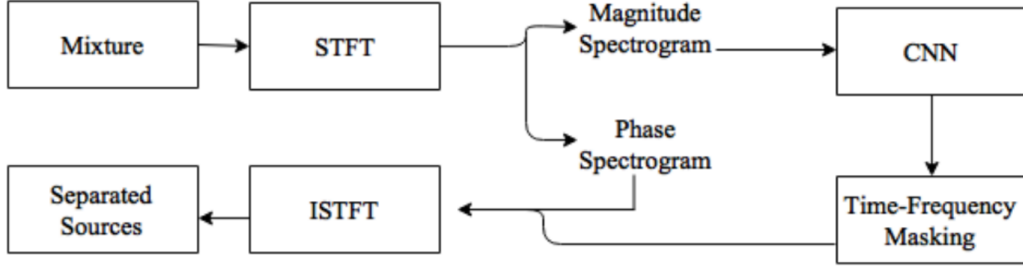 Mixture
STFT
Magnitude
Spectrogram
CNN
Phase
Spectrogram
Separated
Sources
ISTFT
Time-Frequency
Masking